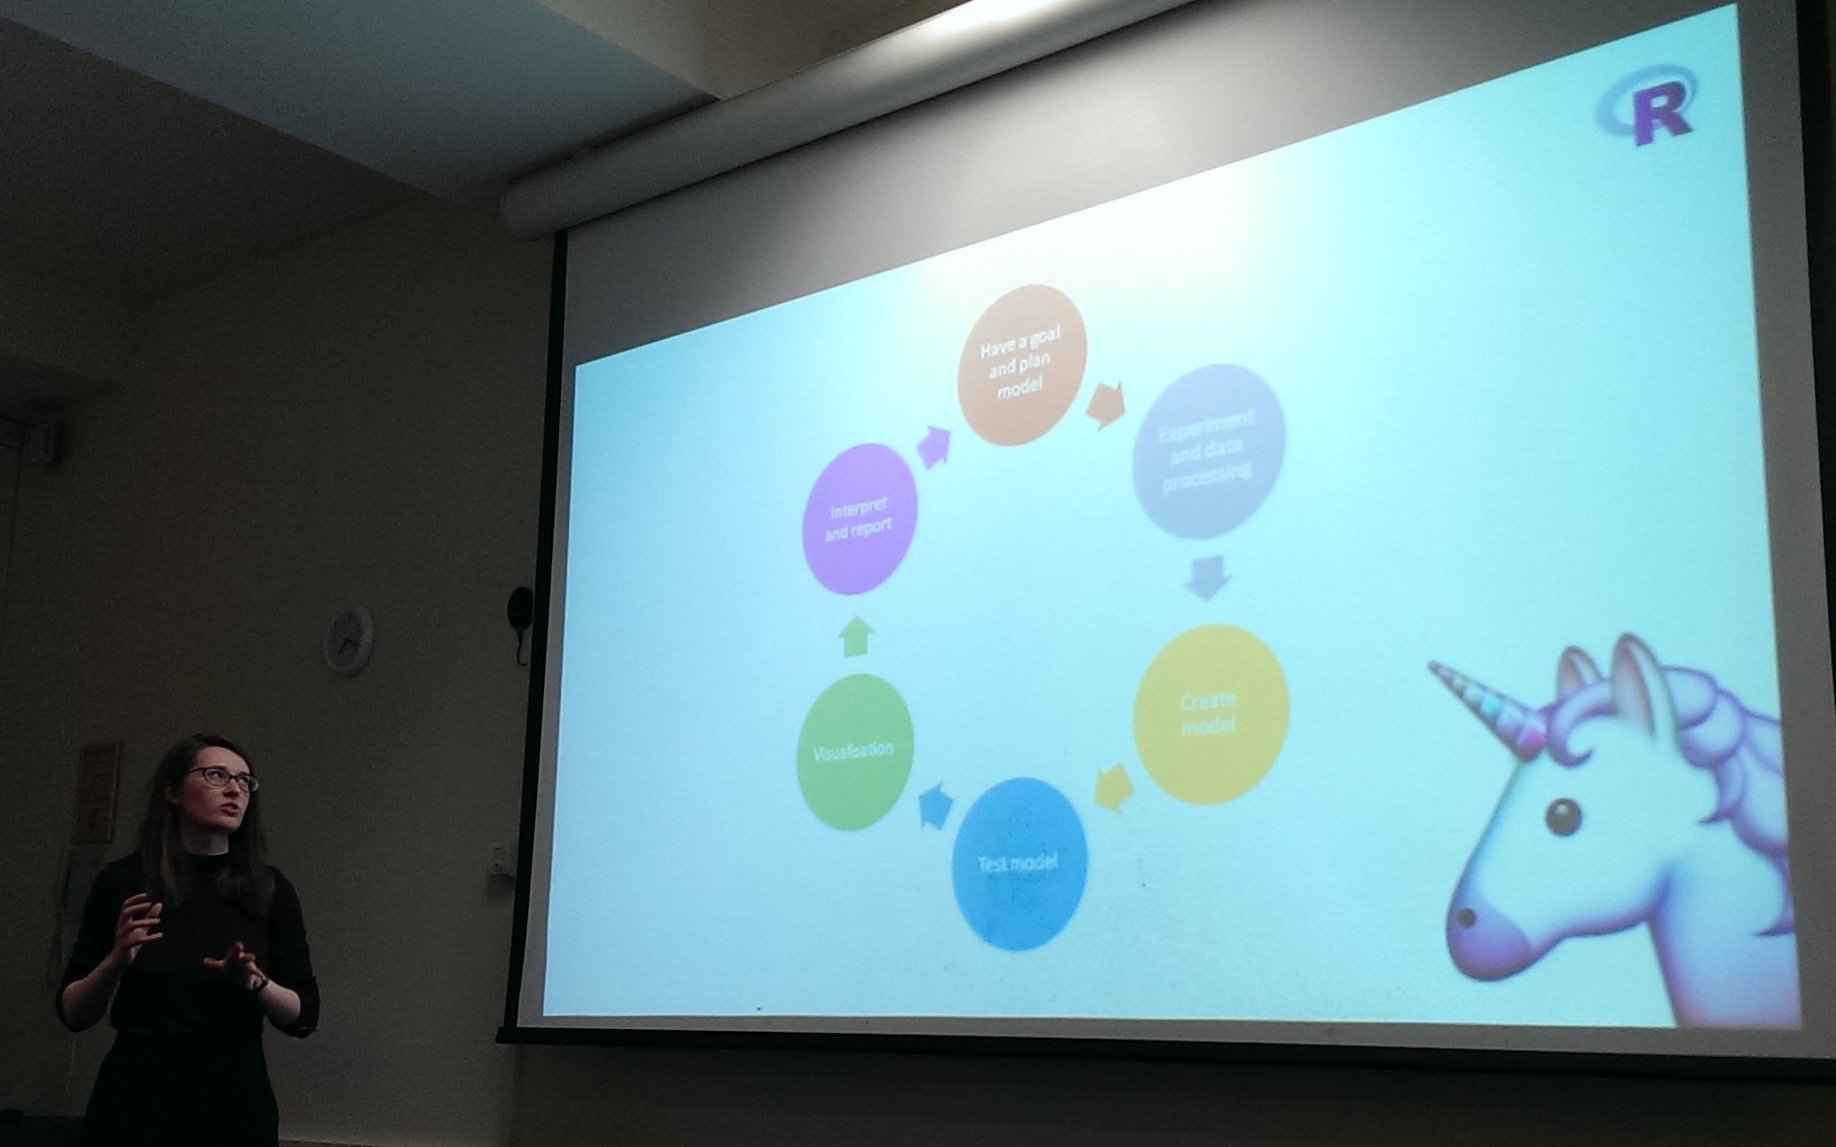 R
Have a goal
and plan
model
Experiment
and data
processing
Create
model
Test model
Visualisation
Interpret
and report